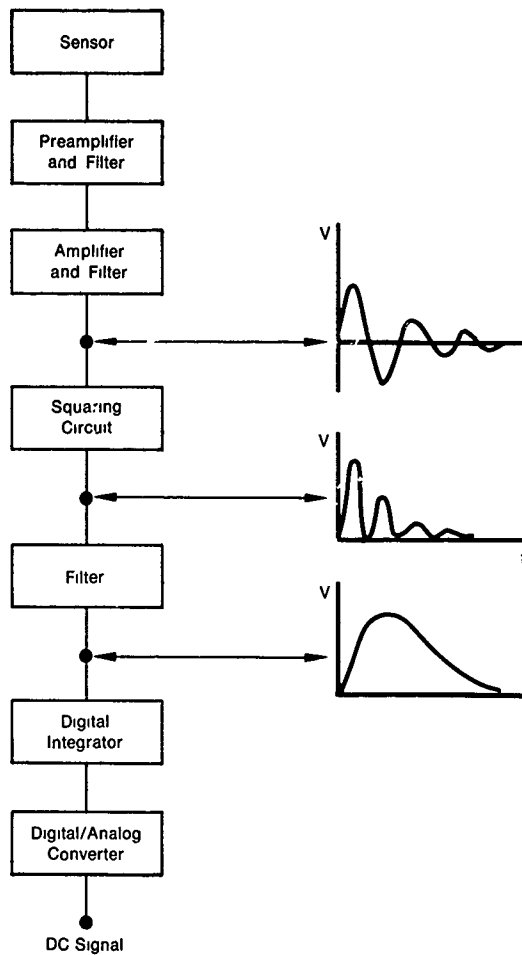 Sensor
Preamplifier
and Filter
Amplifier
and Filter
V
Squaring
Circuit
V
Filter
V
Digital
Integrator
Digital/Analog
Converter
DC Signal